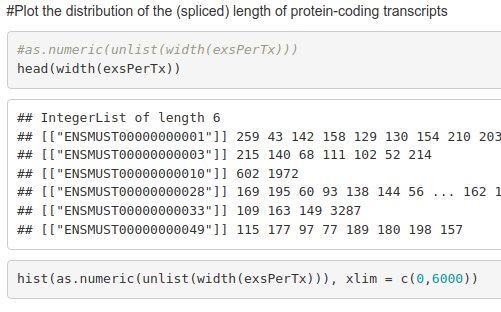 #Plot the distribution of the (spliced) length of protein-coding transcripts
#as.numeric(unlist(width(exsPerTx)))
head(width(exsPerTx))
## IntegerList of length 6
## [["ENSMUST00000000001"]] 259 43 142 158 129 130 154 210 203
## [["ENSMUST00000000003"]] 215 140 68 111 102 52 214
## [["ENSMUST00000000010"]] 602 1972
## [["ENSMUST00000000028"]] 169 195 60 93 138 144 56 ... 162 1
## [["ENSMUST00000000033"]] 109 163 149 3287
## [["ENSMUST00000000049"]] 115 177 97 77 189 180 198 157
hist(as.numeric(unlist(width(exsPerTx))), xlim = c(0,6000))